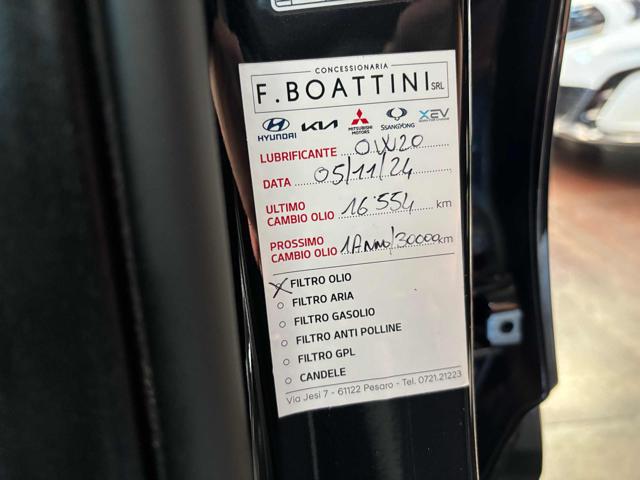 CONCESSIONARIA
F.BOATTINI SRL
HYUNDAI KIA MITSUBISHI MOTORS SSANGYONG XEV
LUBRIFICANTE 0W20
DATA 05/11/24
ULTIMO CAMBIO OLIO 16'554 km
PROSSIMO CAMBIO OLIO 1Anno/30000 km
FILTRO OLIO
FILTRO ARIA
FILTRO GASOLIO
FILTRO ANTI POLLINE
FILTRO GPL
CANDELE
Via Jesi 7 - 61122 Pesaro - Tel. 0721.21223